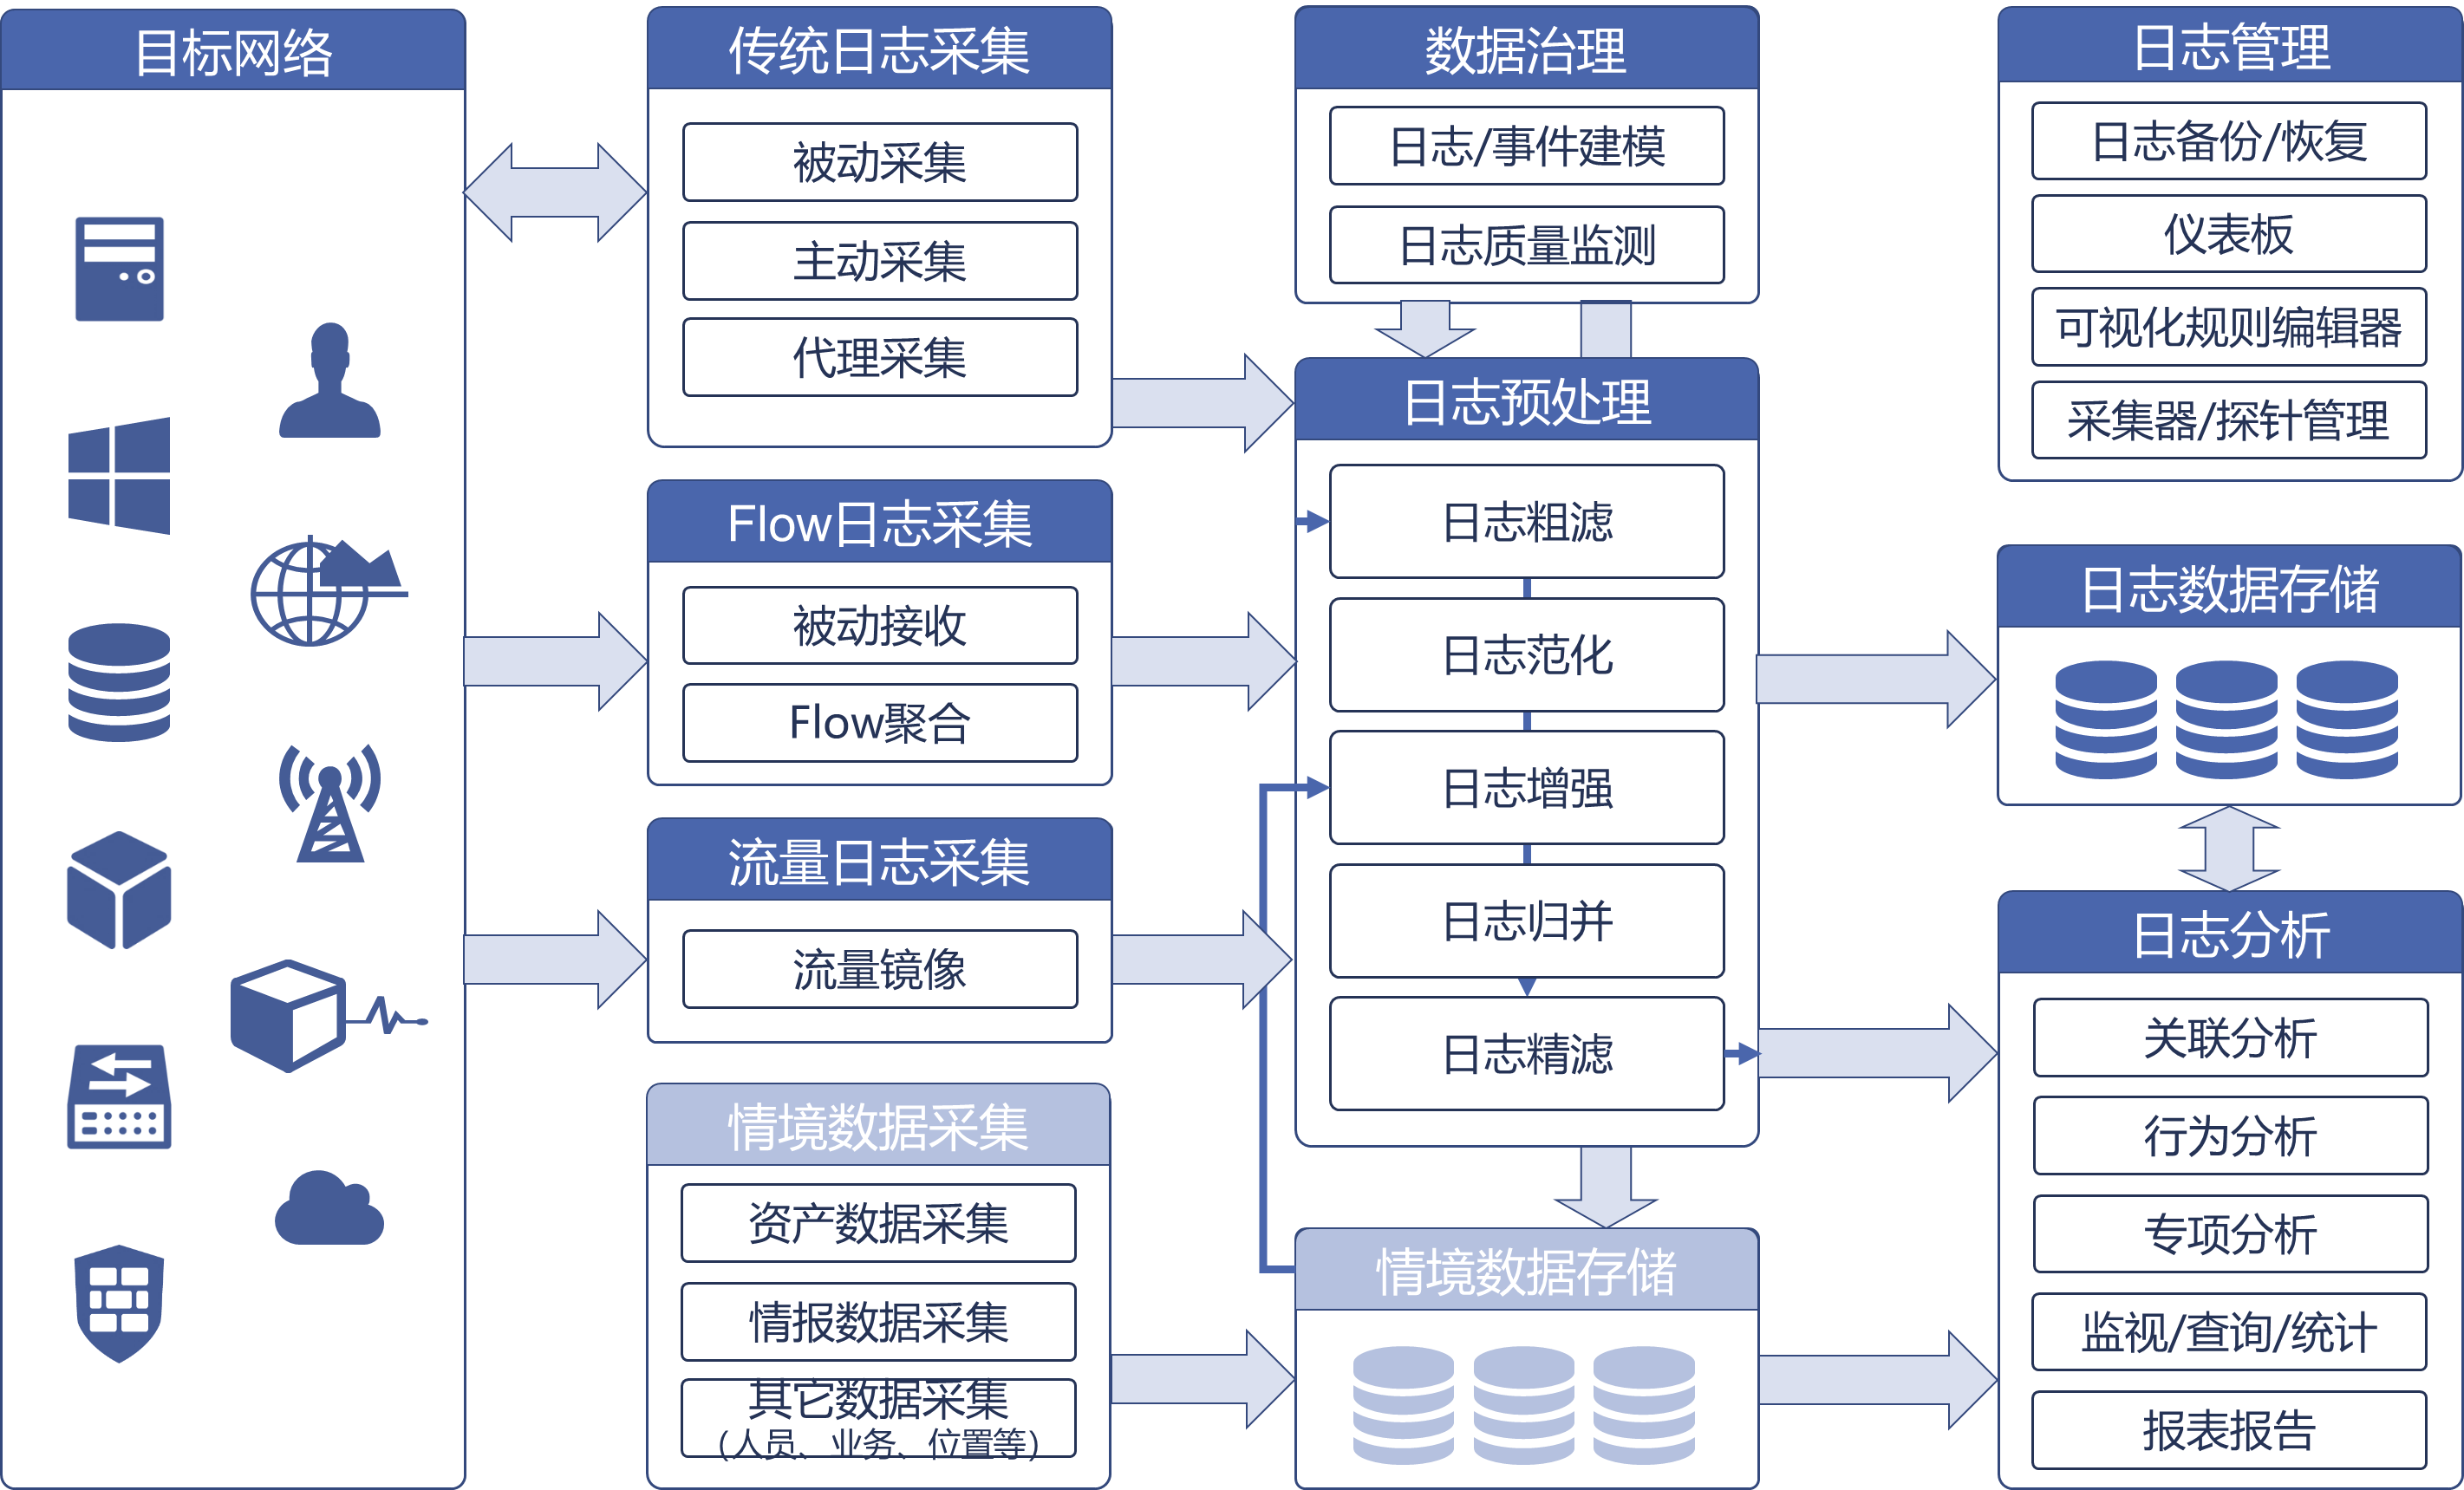 目标网络
传统日志采集
被动采集
主动采集
代理采集
Flow日志采集
被动接收
Flow聚合
流量日志采集
流量镜像
情境数据采集
资产数据采集
情报数据采集
其它数据采集
(人员、业务、位置等)
数据治理
日志/事件建模
日志质量监测
日志预处理
日志粗滤
日志范化
日志增强
日志归并
日志精滤
情境数据存储
日志管理
日志备份/恢复
仪表板
可视化规则编辑器
采集器/探针管理
日志数据存储
日志分析
关联分析
行为分析
专项分析
监视/查询/统计
报表报告